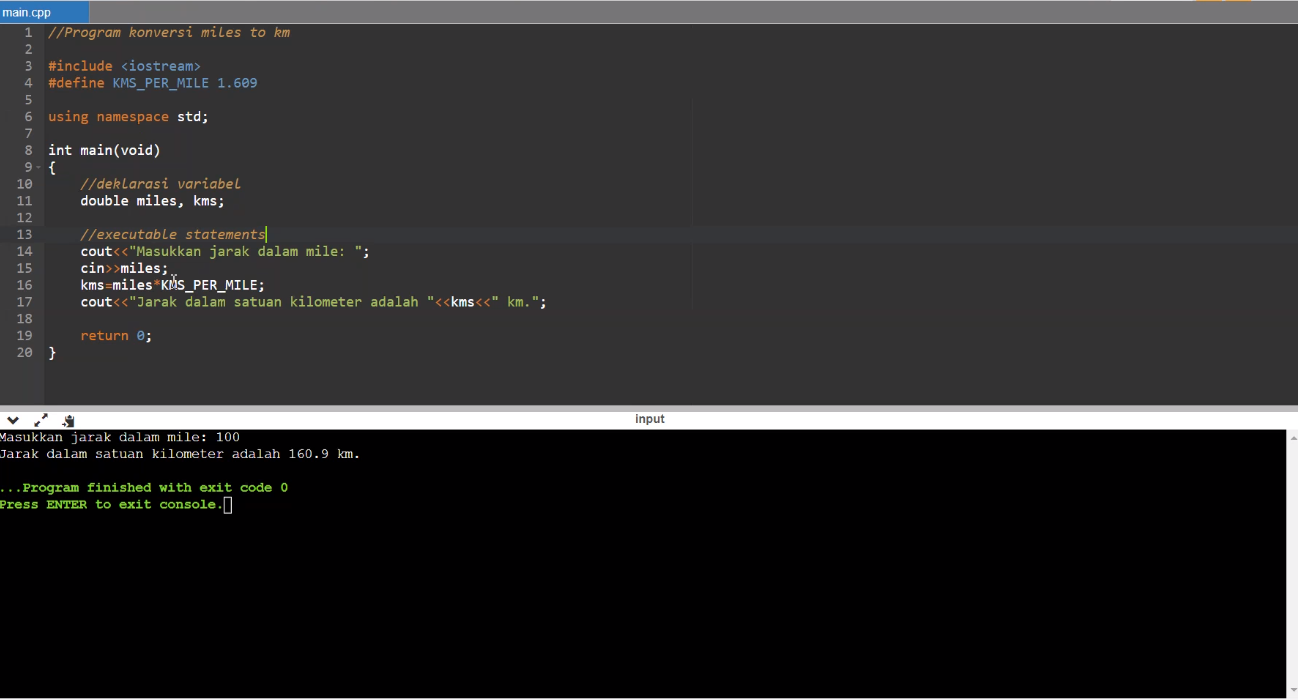 main.cpp
1 //Program konversi miles to km
2
3 #include <iostream>
4 #define KMS_PER_MILE 1.609
5
6 using namespace std;
7
8 int main(void)
9 {
10 //deklarasi variabel
11 double miles, kms;
12
13 //executable statements
14 cout<<"Masukkan jarak dalam mile: ";
15 cin>>miles;
16 kms=miles*KMS_PER_MILE;
17 cout<<"Jarak dalam satuan kilometer adalah "<<kms<<" km.";
18
19 return 0;
20 }
input
Masukkan jarak dalam mile: 100
Jarak dalam satuan kilometer adalah 160.9 km.
...Program finished with exit code 0
Press ENTER to exit console.